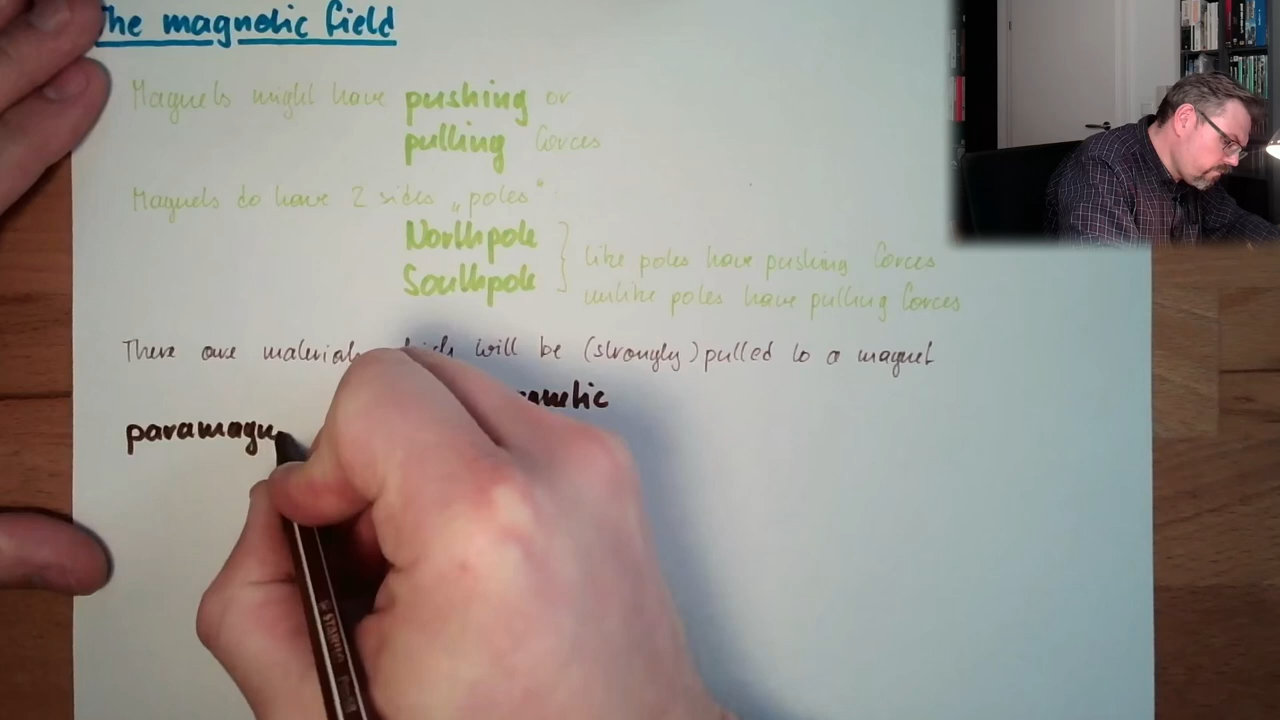 The magnetic field
Magnets might have pushing or
pulling forces
Magnets do have 2 sides „poles“
Northpole
Southpole
like poles have pushing forces
unlike poles have pulling forces
There are materials which will be (strongly) pulled to a magnet
paramagn
STABILO